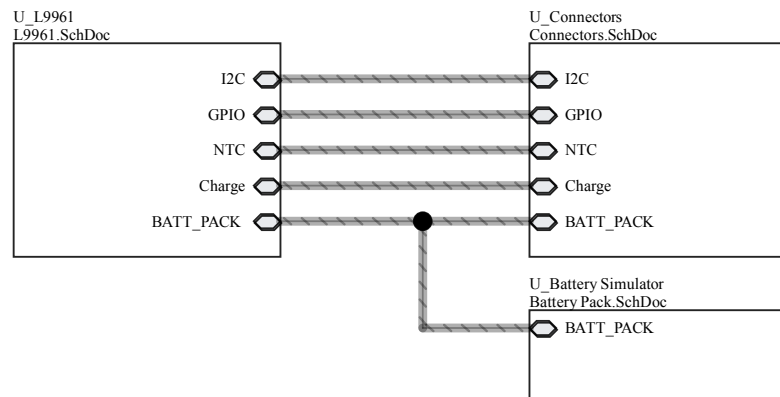 U_L9961
L9961.SchDoc
I2C
GPIO
NTC
Charge
BATT_PACK
U_Connectors
Connectors.SchDoc
I2C
GPIO
NTC
Charge
BATT_PACK
U_Battery Simulator
Battery Pack.SchDoc
BATT_PACK